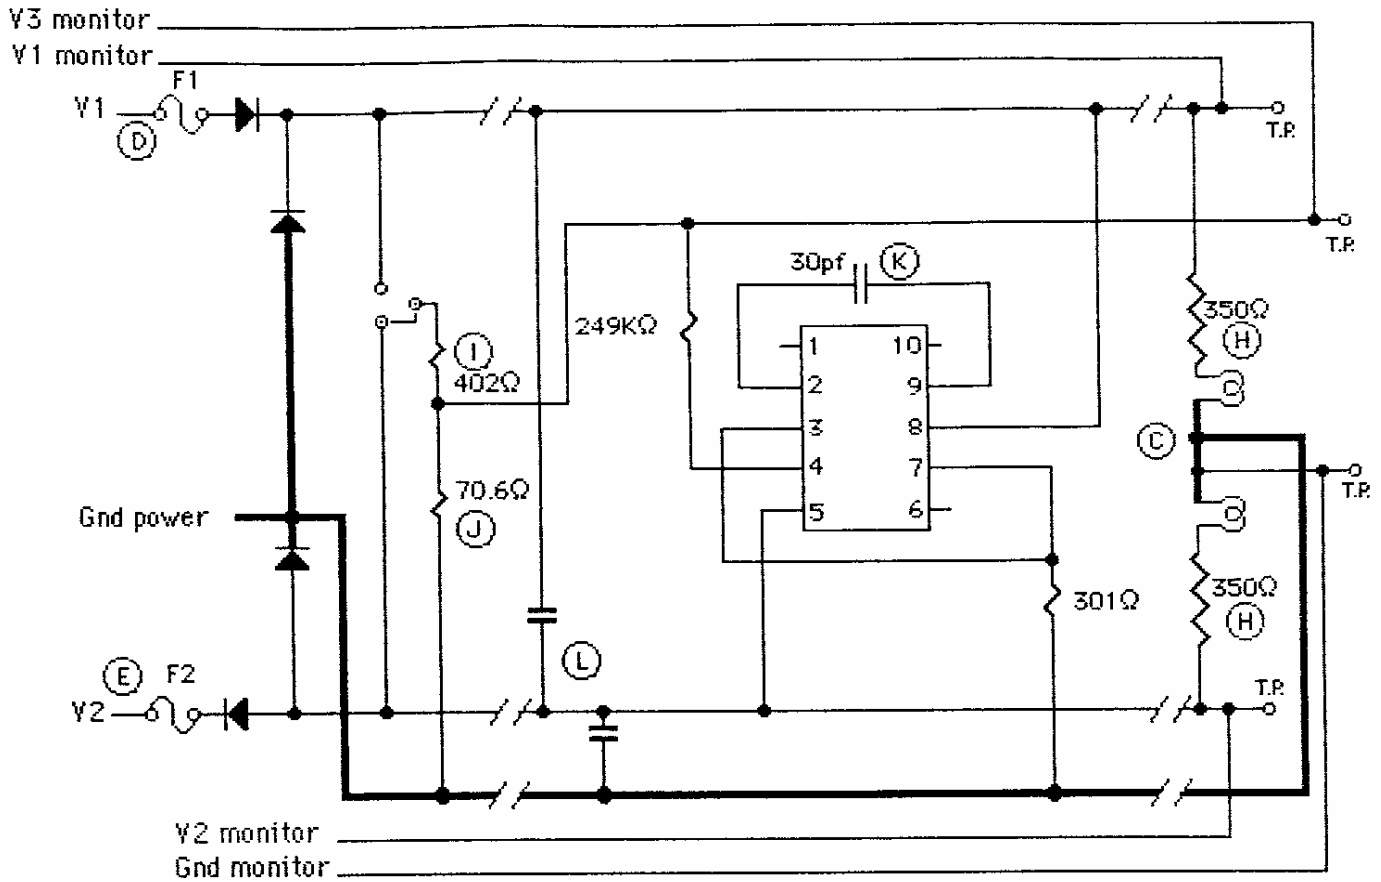 V3 monitor
V1 monitor
F1
V1
D
T.P.
T.P.
30pf K
350Ω
H
249KΩ
I
402Ω
1 10
2 9
3 8
4 7
5 6
C
T.P.
70.6Ω
J
Gnd power
301Ω
350Ω
H
E F2
L
T.P.
V2
V2 monitor
Gnd monitor